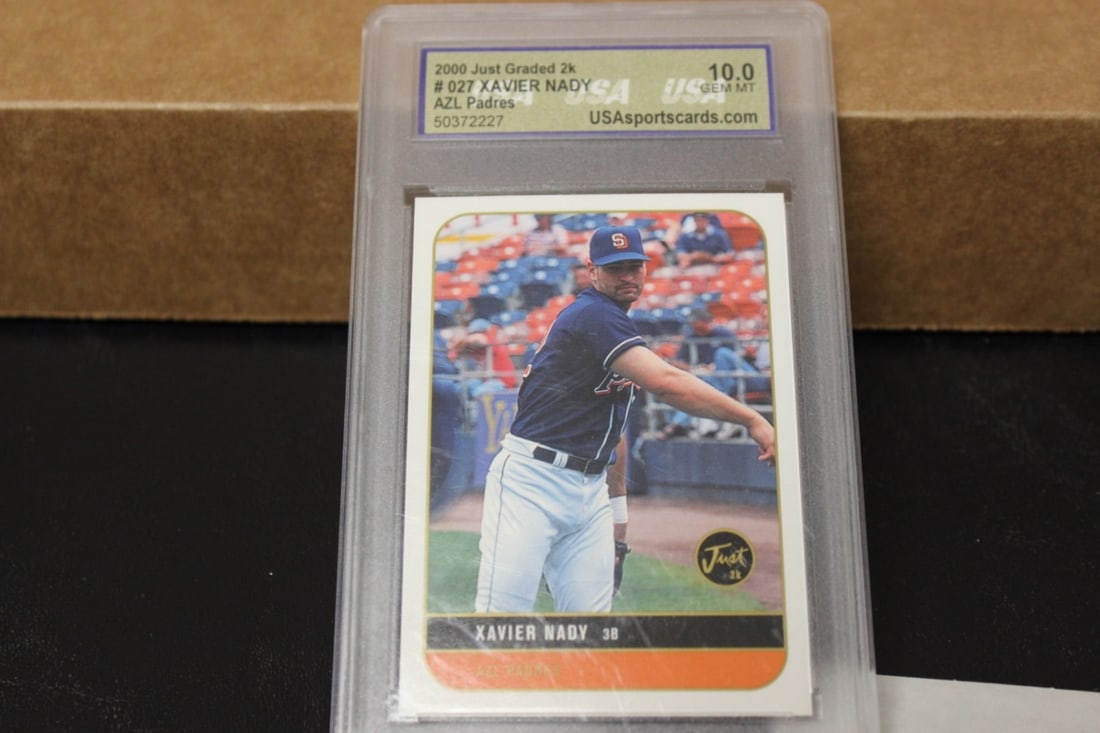 2000 Just Graded 2k
# 027 XAVIER NADY
AZL Padres
50372227
10.0
GEM MT
USA USA USA
USAsportscards.com
SD
Just
2k
XAVIER NADY 3B
AZL PADRES